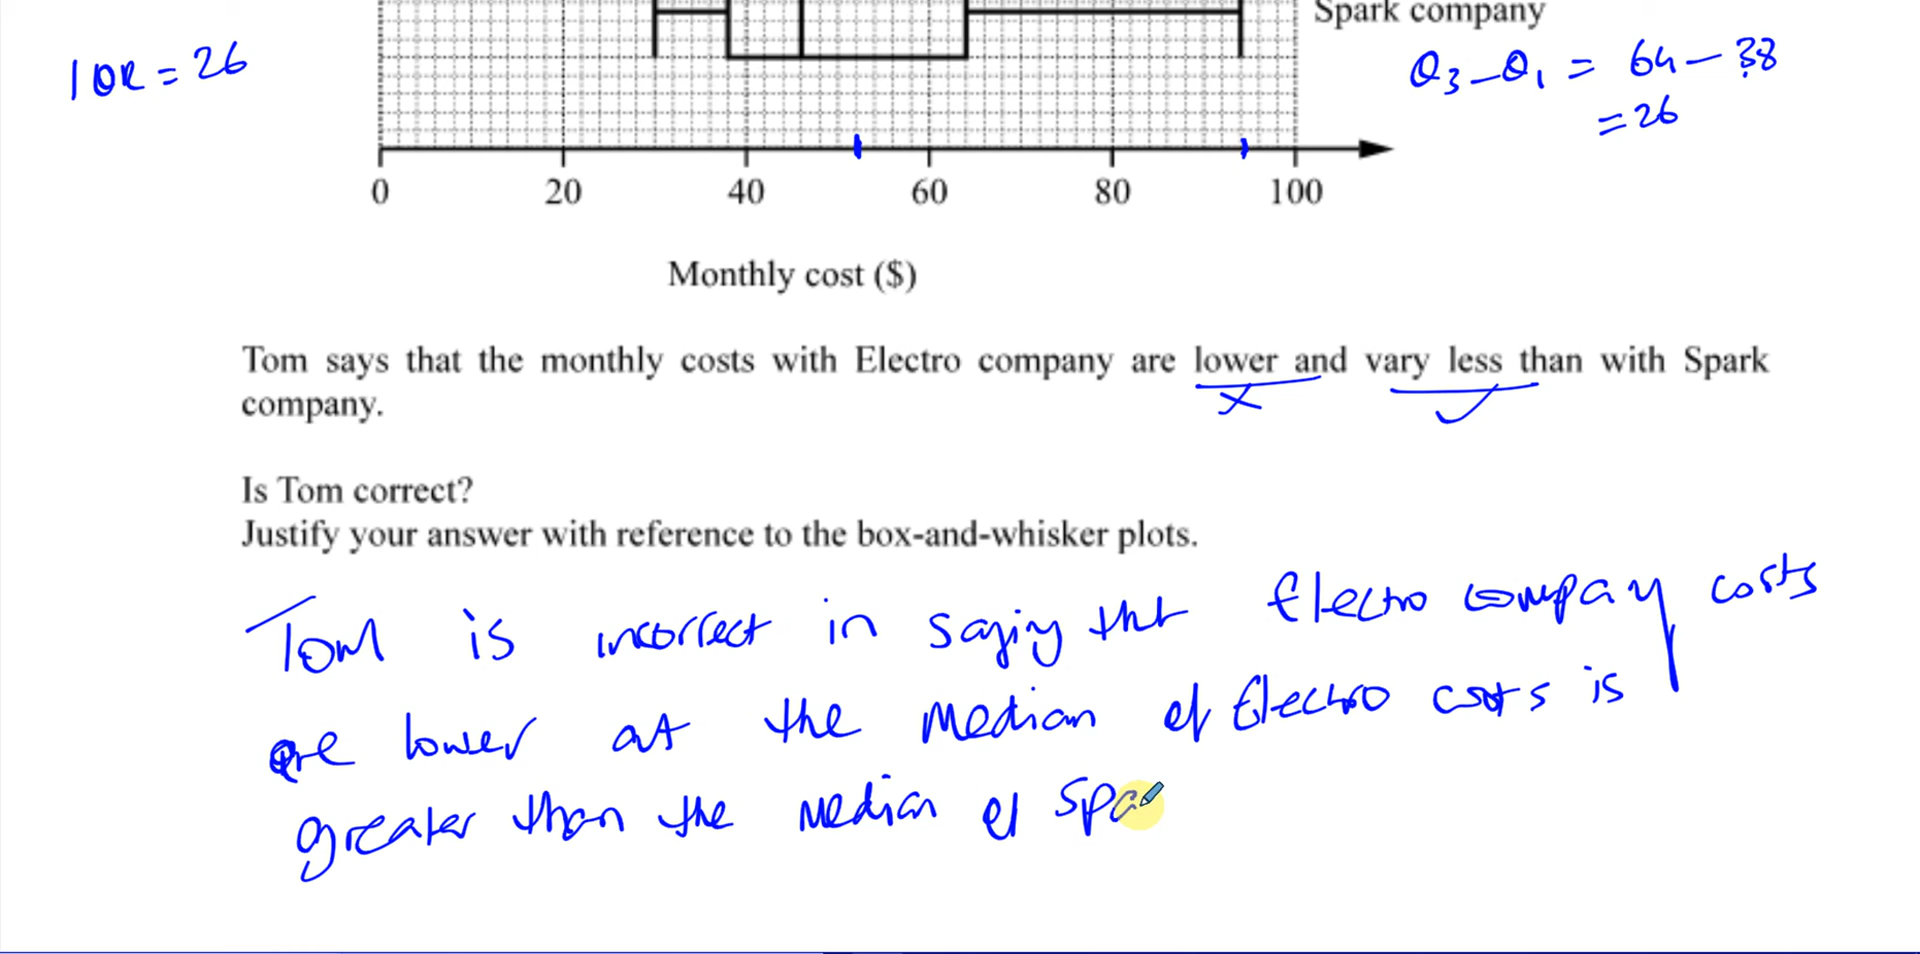 Spark company
IQR = 26
Q3 - Q1 = 64 - 38
= 26
0 20 40 60 80 100
Monthly cost ($)
Tom says that the monthly costs with Electro company are lower and vary less than with Spark
company.
Is Tom correct?
Justify your answer with reference to the box-and-whisker plots.
Tom is incorrect in saying tht Electro company costs
are lower as the median of Electro costs is
greater than the median of Spa